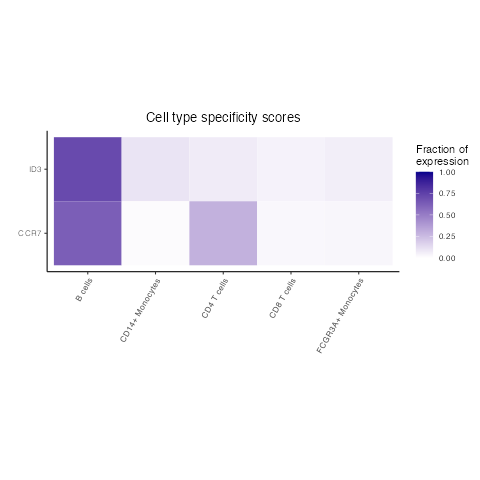 Cell type specificity scores
ID3
CCR7
B cells
CD14+ Monocytes
CD4 T cells
CD8 T cells
FCGR3A+ Monocytes
Fraction of
expression
1.00
0.75
0.50
0.25
0.00